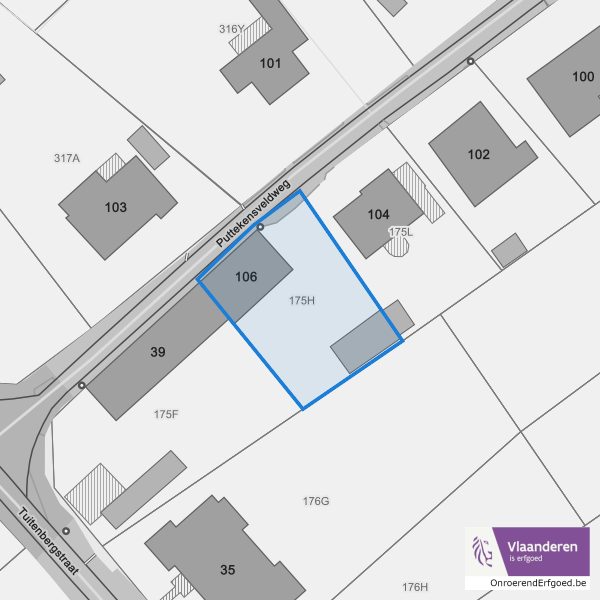 316Y
101
100
317A
102
103
Puttekensveldweg
104
175L
106
175H
39
175F
176G
Tuitenbergstraat
35
176H
Vlaanderen
is erfgoed
OnroerendErfgoed.be